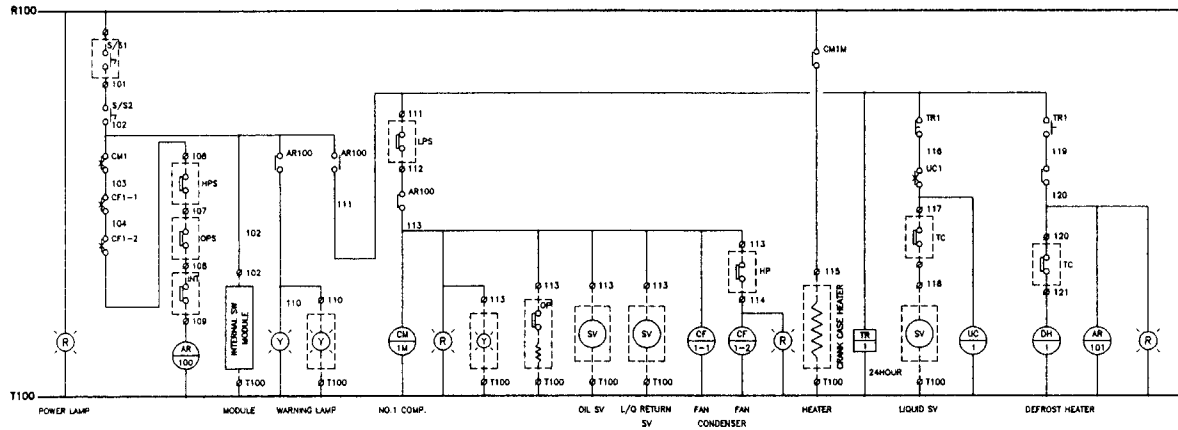 R100
S/S1
101
S/S2
102
CM1
103
CF1-1
104
CF1-2
106
HPS
107
OPS
108
INT
109
AR
100
R
102
102
INTERNAL SW
MODULE
T100
AR100
AR100
111
110
110
Y
Y
T100
111
LPS
112
AR100
113
CM
1M
R
113
Y
T100
113
OP
T100
113
SV
T100
113
SV
T100
CF
1-1
113
HP
114
CF
1-2
R
CM1M
115
CRANK CASE HEATER
T100
TR
1
24HOUR
TR1
116
UC1
117
TC
118
SV
T100
UC
1
TR1
119
120
120
TC
121
DH
1
AR
101
R
T100
POWER LAMP
MODULE
WARNING LAMP
NO.1 COMP.
OIL SV
L/Q RETURN
SV
FAN
FAN
CONDENSER
HEATER
LIQUID SV
DEFROST HEATER